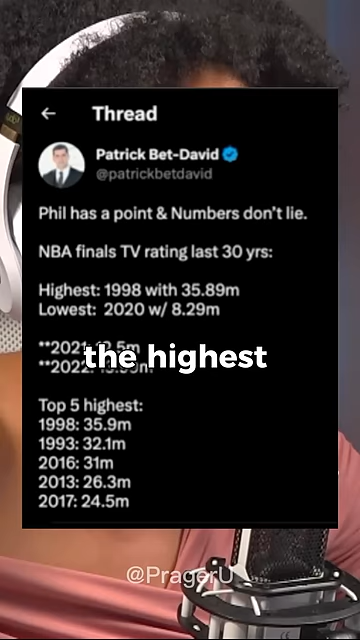 Thread
Patrick Bet-David
@patrickbetdavid
Phil has a point & Numbers don't lie.
NBA finals TV rating last 30 yrs:
Highest: 1998 with 35.89m
Lowest: 2020 w/ 8.29m
**2021:
**2022:
the highest
Top 5 highest:
1998: 35.9m
1993: 32.1m
2016: 31m
2013: 26.3m
2017: 24.5m
@PragerU